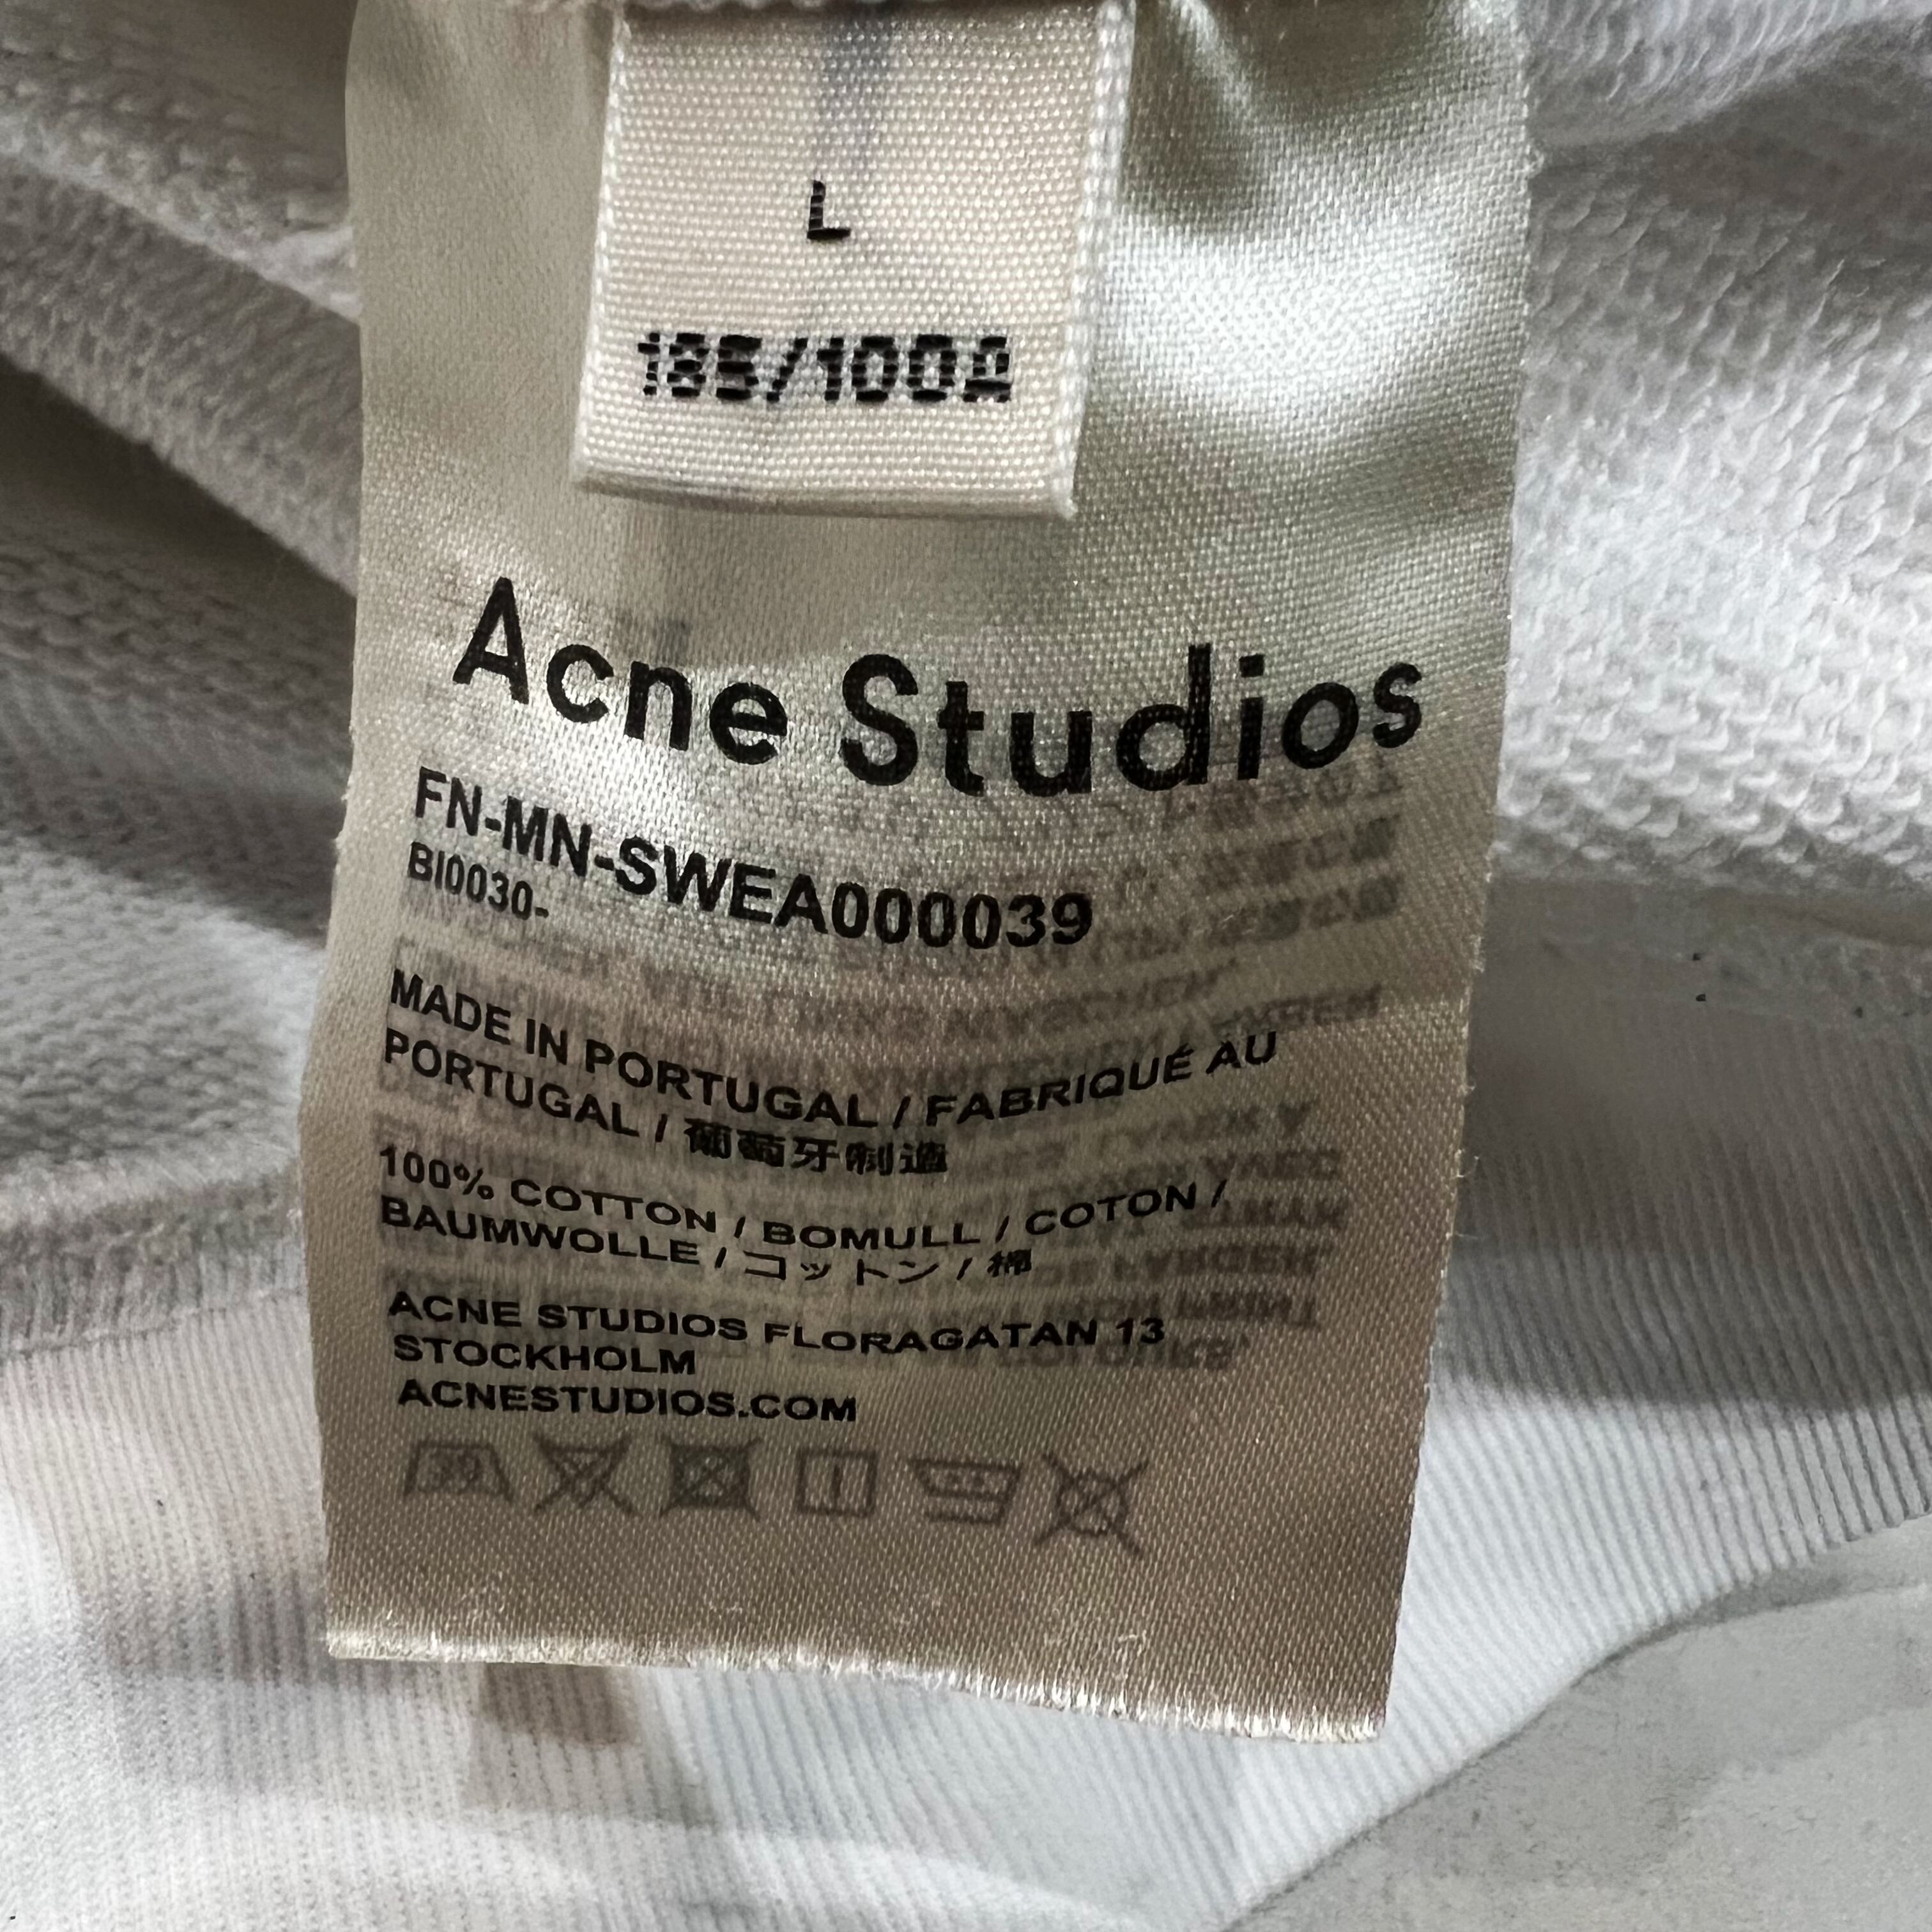 L
185/100A
Acne Studios
FN-MN-SWEA000039
BI0030-
MADE IN PORTUGAL / FABRIQUÉ AU
PORTUGAL / 葡萄牙制造
100% COTTON / BOMULL / COTON /
BAUMWOLLE / コットン / 棉
ACNE STUDIOS FLORAGATAN 13
STOCKHOLM
ACNESTUDIOS.COM